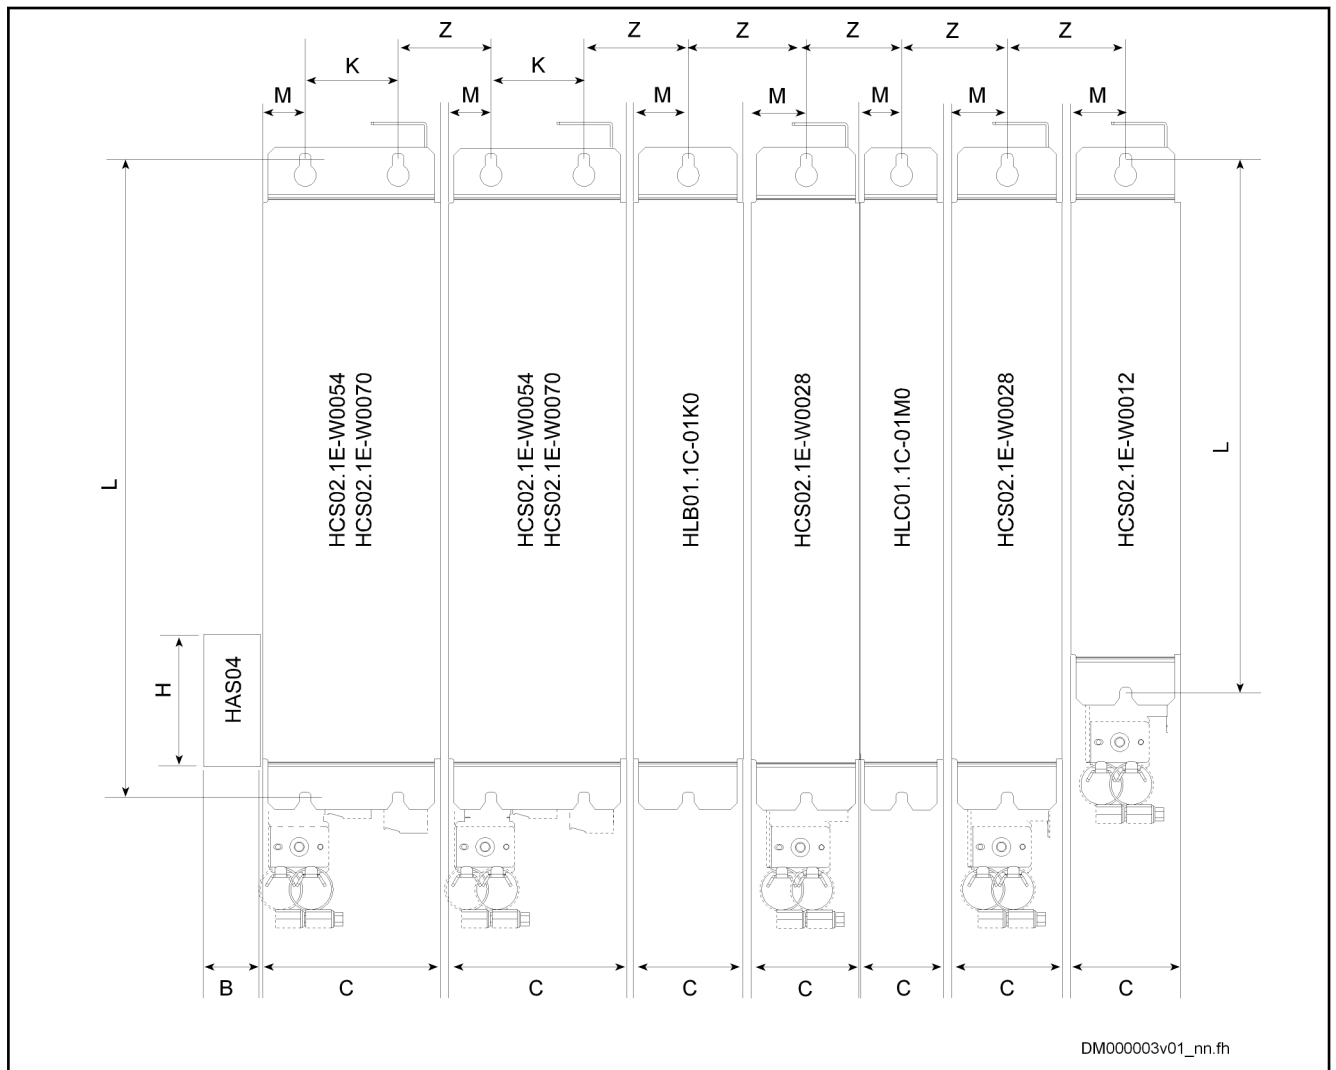 Z Z Z Z Z Z
K K
M M M M M M M
L
L
H
HAS04
HCS02.1E-W0054
HCS02.1E-W0070
HCS02.1E-W0054
HCS02.1E-W0070
HLB01.1C-01K0
HCS02.1E-W0028
HLC01.1C-01M0
HCS02.1E-W0028
HCS02.1E-W0012
B C C C C C C C
DM000003v01_nn.fh